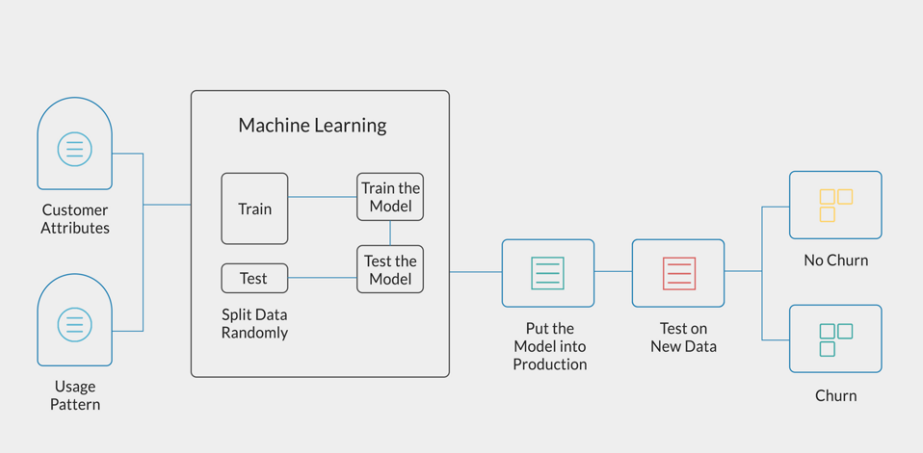 Machine Learning
Customer
Attributes
Usage
Pattern
Train
Train the
Model
Test
Test the
Model
Split Data
Randomly
Put the
Model into
Production
Test on
New Data
No Churn
Churn